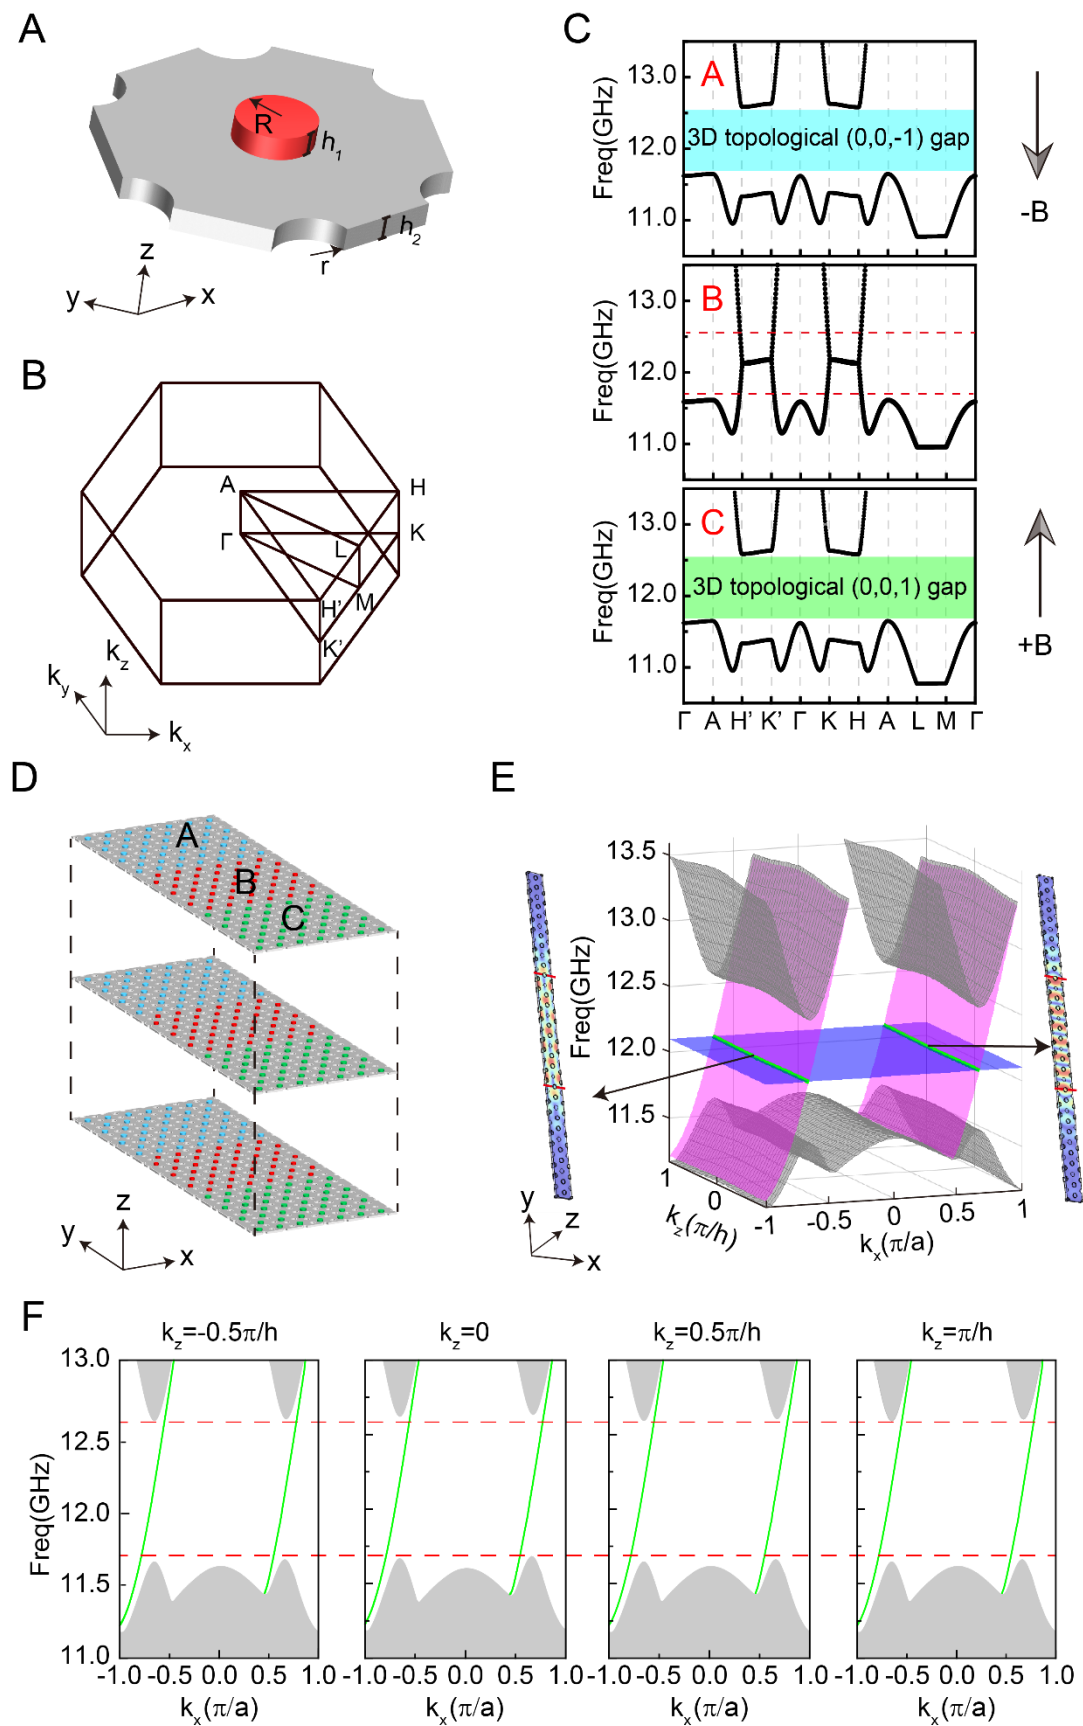 A
R
h1
h2
r
z
y
x
B
A
H
Γ
K
L
M
H'
K'
kz
ky
kx
C
Freq(GHz)
13.0
12.0
11.0
A
3D topological (0,0,-1) gap
-B
Freq(GHz)
13.0
12.0
11.0
B
Freq(GHz)
13.0
12.0
11.0
C
3D topological (0,0,1) gap
+B
Γ A H' K' Γ K H A L M Γ
D
A
B
C
z
y
x
E
Freq(GHz)
13.5
13.0
12.5
12.0
11.5
1
0
-1
kz(π/h)
-0.5
0
0.5
1
kx(π/a)
y
z
x
F
kz=-0.5π/h
kz=0
kz=0.5π/h
kz=π/h
Freq(GHz)
13.0
12.5
12.0
11.5
11.0
-1.0 -0.5 0.0 0.5 1.0
-1.0 -0.5 0.0 0.5 1.0
-1.0 -0.5 0.0 0.5 1.0
-1.0 -0.5 0.0 0.5 1.0
kx(π/a)
kx(π/a)
kx(π/a)
kx(π/a)